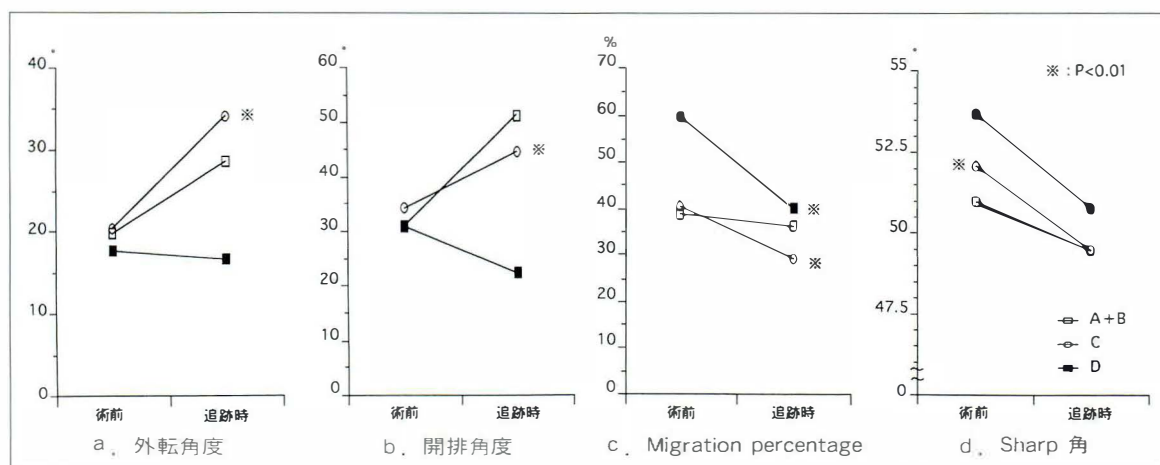 ° 40 30 20 10 0 術前 追跡時
a. 外転角度
° 60 50 40 30 20 10 0 術前 追跡時
b. 開排角度
% 70 60 50 40 30 20 10 0 ※ ※ 術前 追跡時
c. Migration percentage
° 55 52.5 50 47.5 0 ※ 術前 追跡時
d. Sharp 角
※
※
※ : P<0.01
A+B
C
D